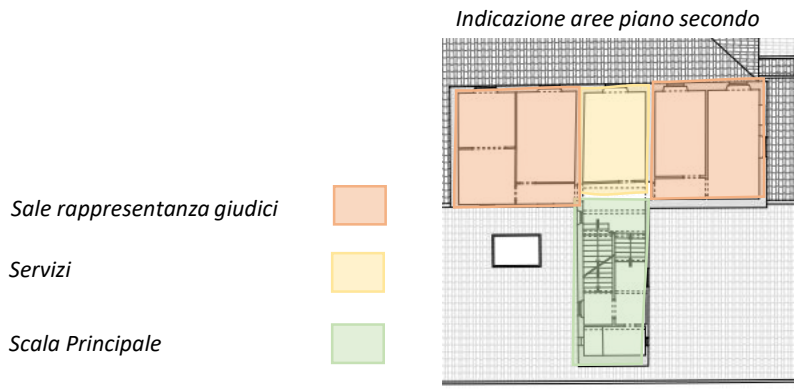 Indicazione aree piano secondo
Sale rappresentanza giudici
Servizi
Scala Principale